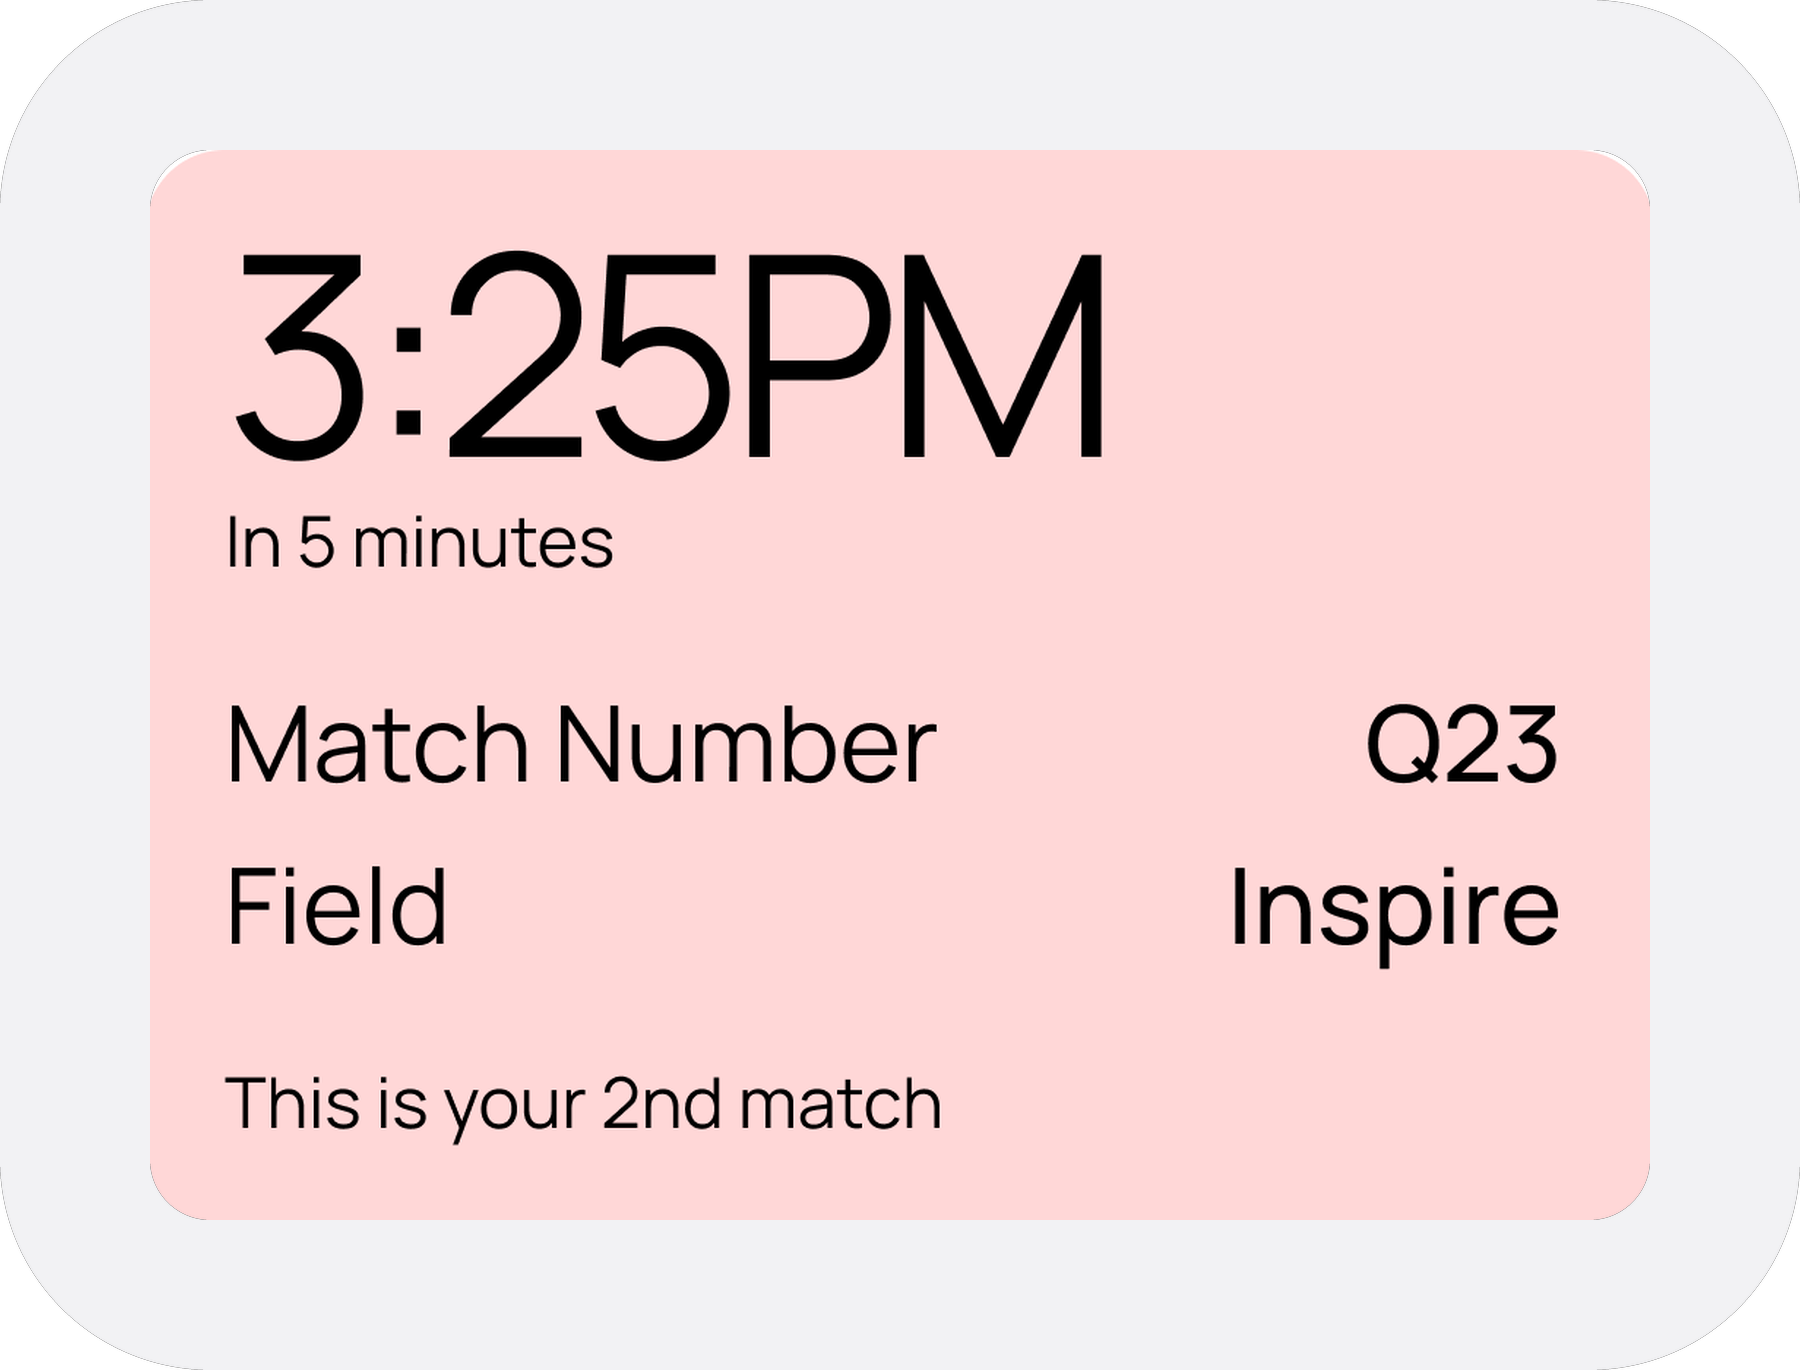 3:25PM
In 5 minutes
Match Number Q23
Field Inspire
This is your 2nd match